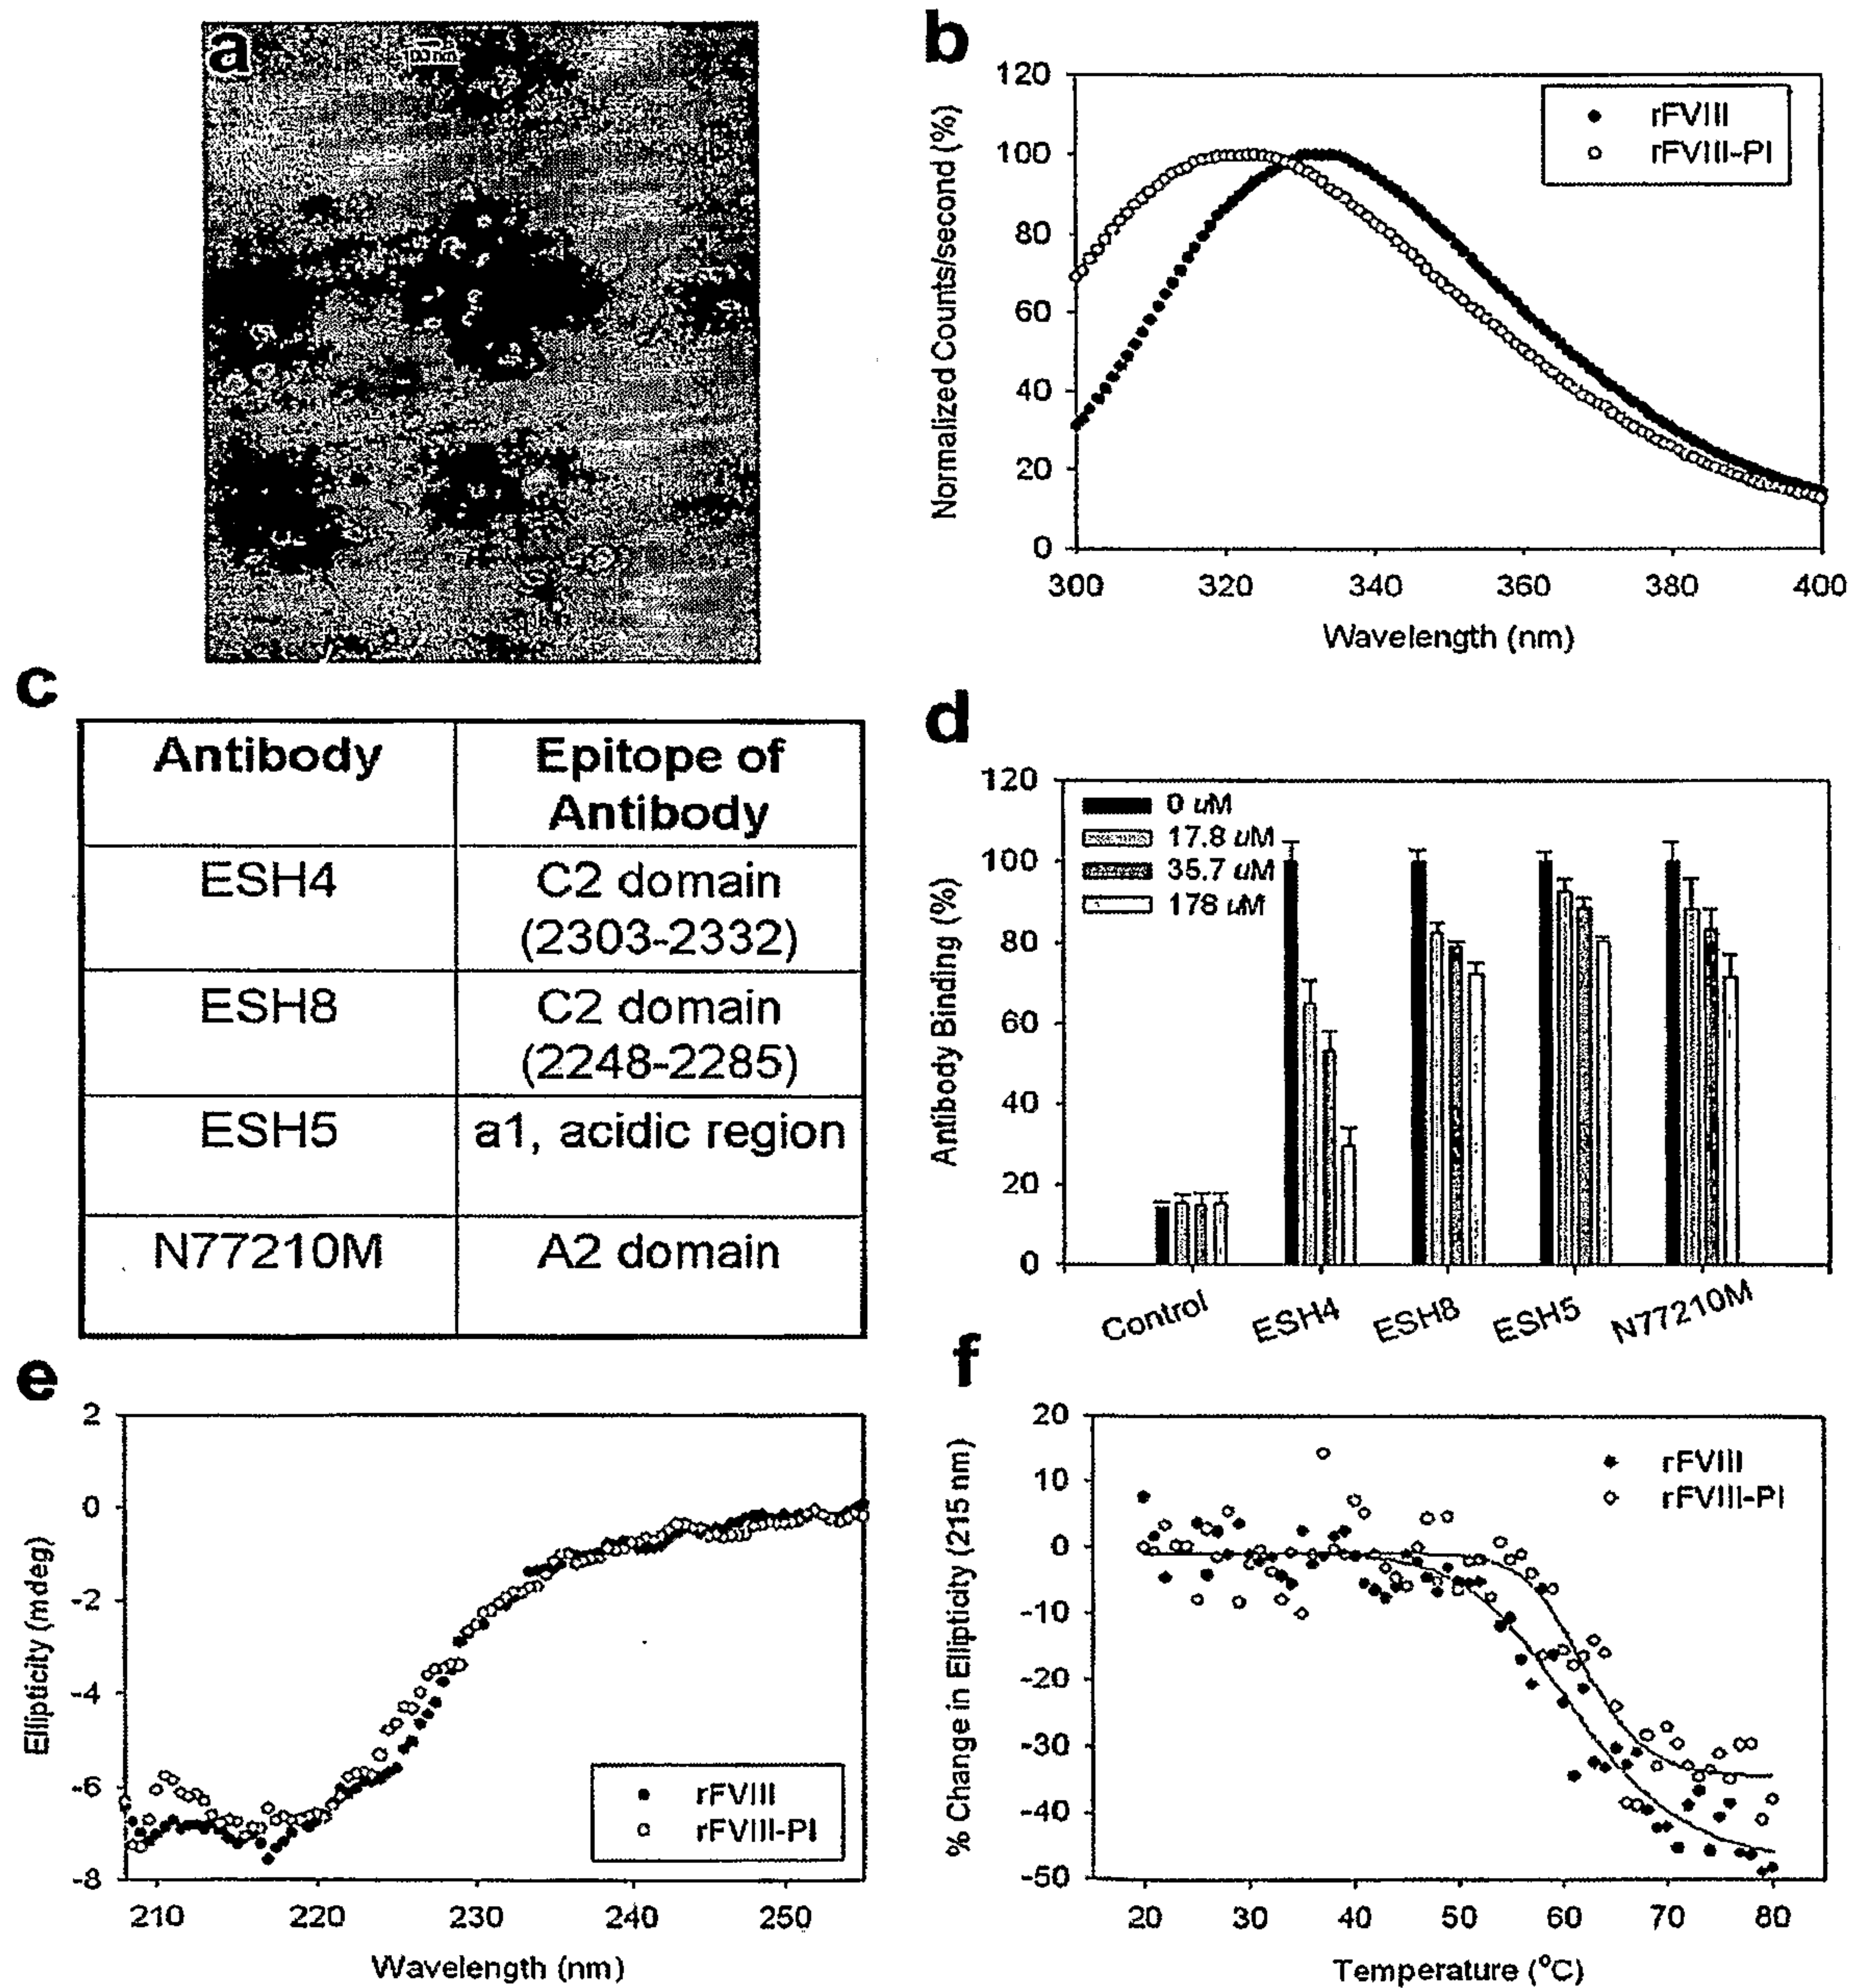 a
b
120
100
80
60
40
20
0
Normalized Counts/second (%)
rFVIII
rFVIII-PI
300 320 340 360 380 400
Wavelength (nm)
c
Antibody
Epitope of
Antibody
ESH4
C2 domain
(2303-2332)
ESH8
C2 domain
(2248-2285)
ESH5
a1, acidic region
N77210M
A2 domain
d
120
100
80
60
40
20
0
Antibody Binding (%)
0 uM
17.8 uM
35.7 uM
178 uM
Control ESH4 ESH8 ESH5 N77210M
e
2
0
-2
-4
-6
-8
Ellipticity (mdeg)
rFVIII
rFVIII-PI
210 220 230 240 250
Wavelength (nm)
f
20
10
0
-10
-20
-30
-40
-50
% Change in Ellipticity (215 nm)
rFVIII
rFVIII-PI
20 30 40 50 60 70 80
Temperature (°C)